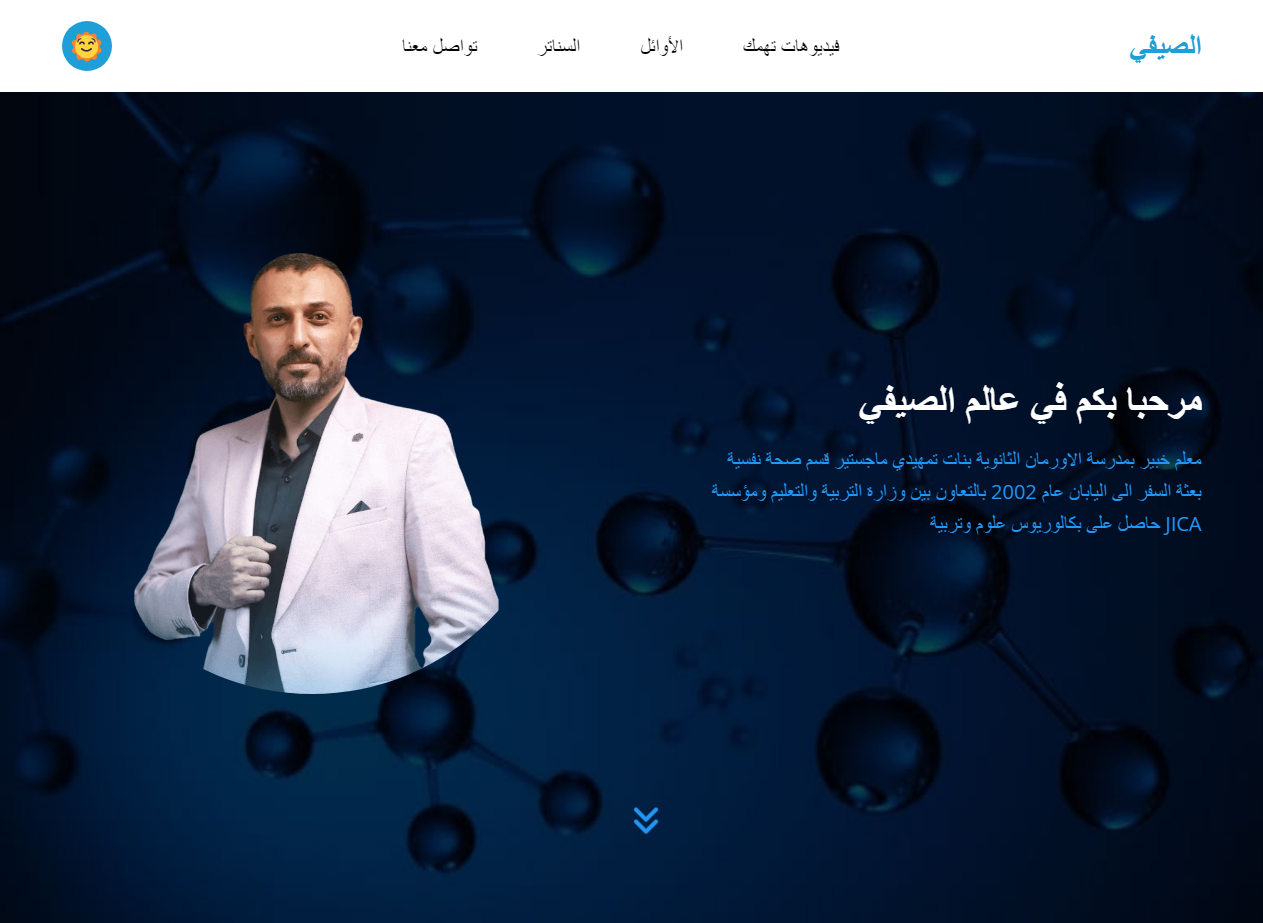 الصيفي
فيديوهات تهمك
الأوائل
السناتر
تواصل معنا
مرحبا بكم في عالم الصيفي
معلم خبير بمدرسة الاورمان الثانوية بنات تمهيدي ماجستير قسم صحة نفسية
بعثة السفر الى اليابان عام 2002 بالتعاون بين وزارة التربية والتعليم ومؤسسة
JICA حاصل على بكالوريوس علوم وتربية